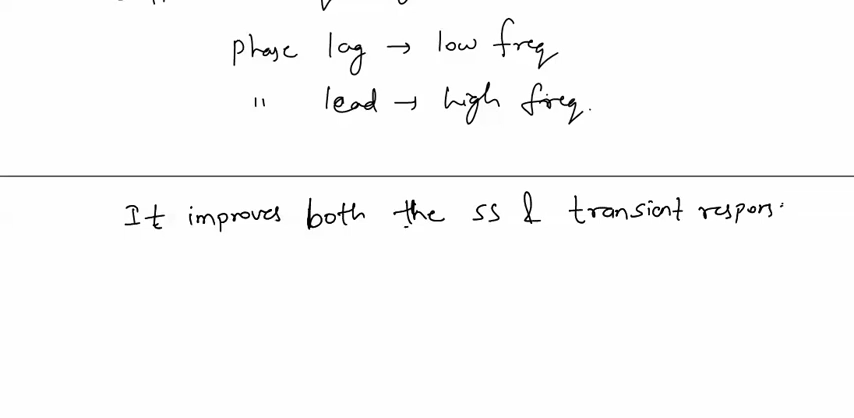 phase lag → low freq
" lead → high freq.
It improves both the ss & transient respons.